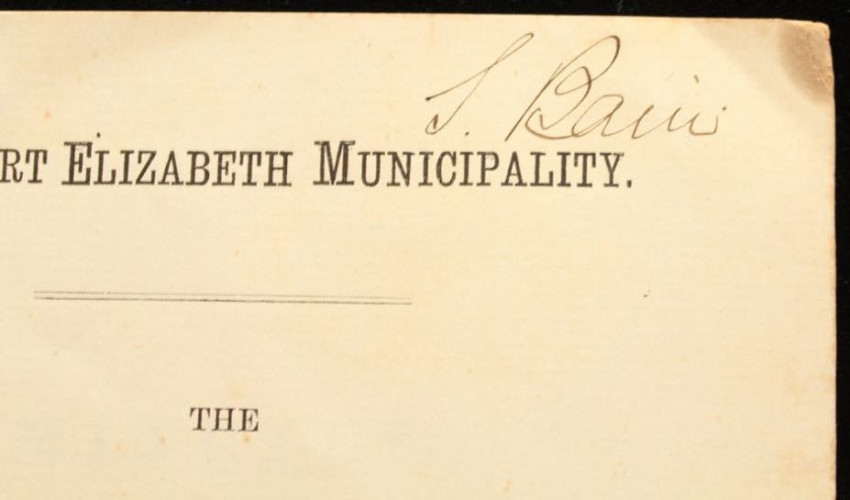 S. Bain
RT ELIZABETH MUNICIPALITY.
THE